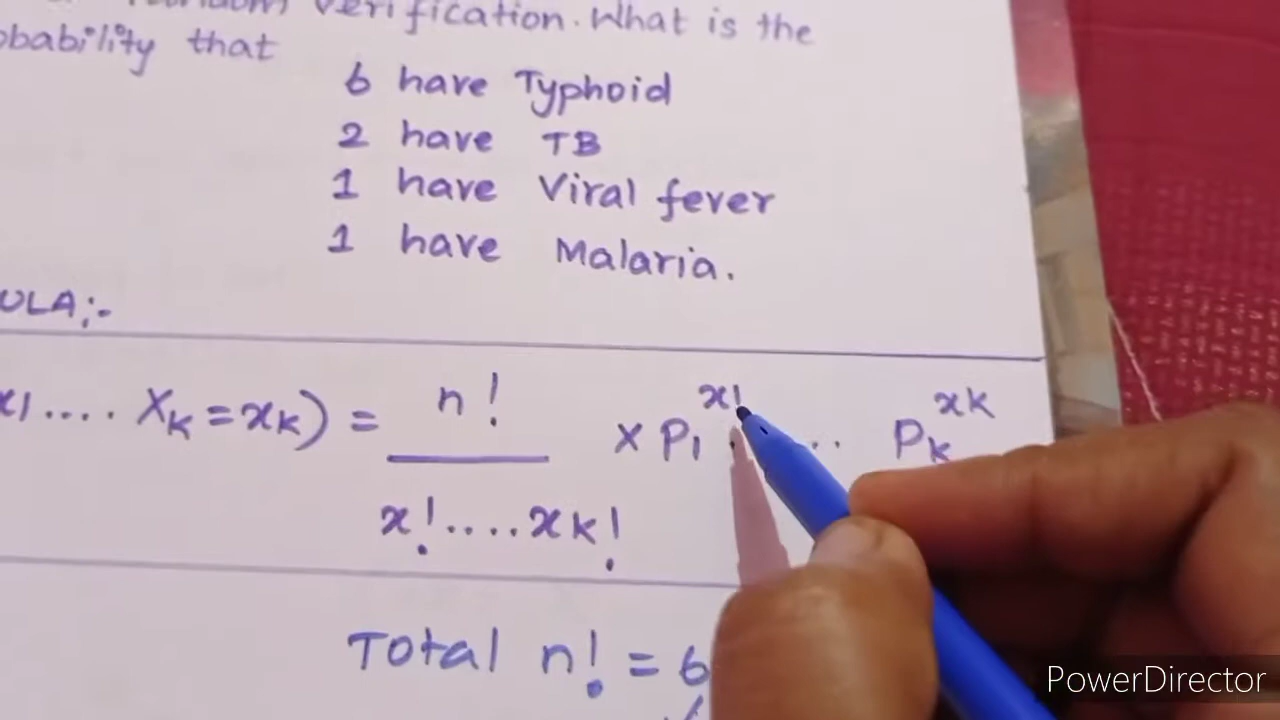 verification. What is the
obability that
6 have Typhoid
2 have TB
1 have Viral fever
1 have Malaria.
ULA:-
x1.... Xk = xk) = n! / x!....xk! × P1^x! ... Pk^xk
Total n! = 6
PowerDirector